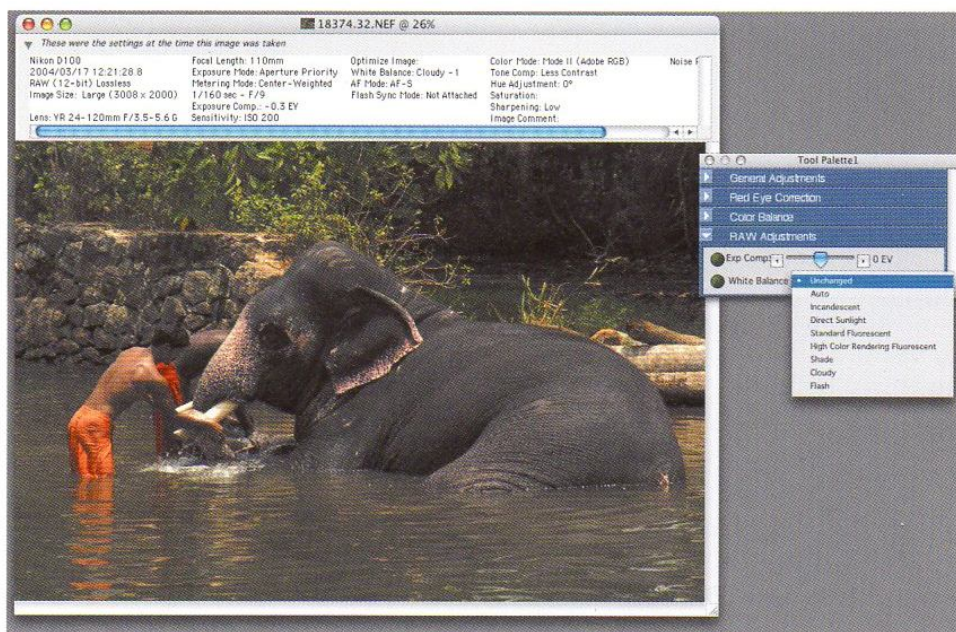 18374.32.NEF @ 26%
These were the settings at the time this image was taken
Nikon D100
2004/03/17 12:21:28.8
RAW (12-bit) Lossless
Image Size: Large (3008 x 2000)
Lens: VR 24-120mm F/3.5-5.6 G
Focal Length: 110mm
Exposure Mode: Aperture Priority
Metering Mode: Center-Weighted
1/160 sec - F/9
Exposure Comp.: -0.3 EV
Sensitivity: ISO 200
Optimize Image:
White Balance: Cloudy -1
AF Mode: AF-S
Flash Sync Mode: Not Attached
Color Mode: Mode II (Adobe RGB)
Tone Comp: Less Contrast
Hue Adjustment: 0°
Saturation:
Sharpening: Low
Image Comment:
Noise
Tool Palette1
General Adjustments
Red Eye Correction
Color Balance
RAW Adjustments
Exp Comp: 0 EV
White Balance
Unchanged
Auto
Incandescent
Direct Sunlight
Standard Fluorescent
High Color Rendering Fluorescent
Shade
Cloudy
Flash